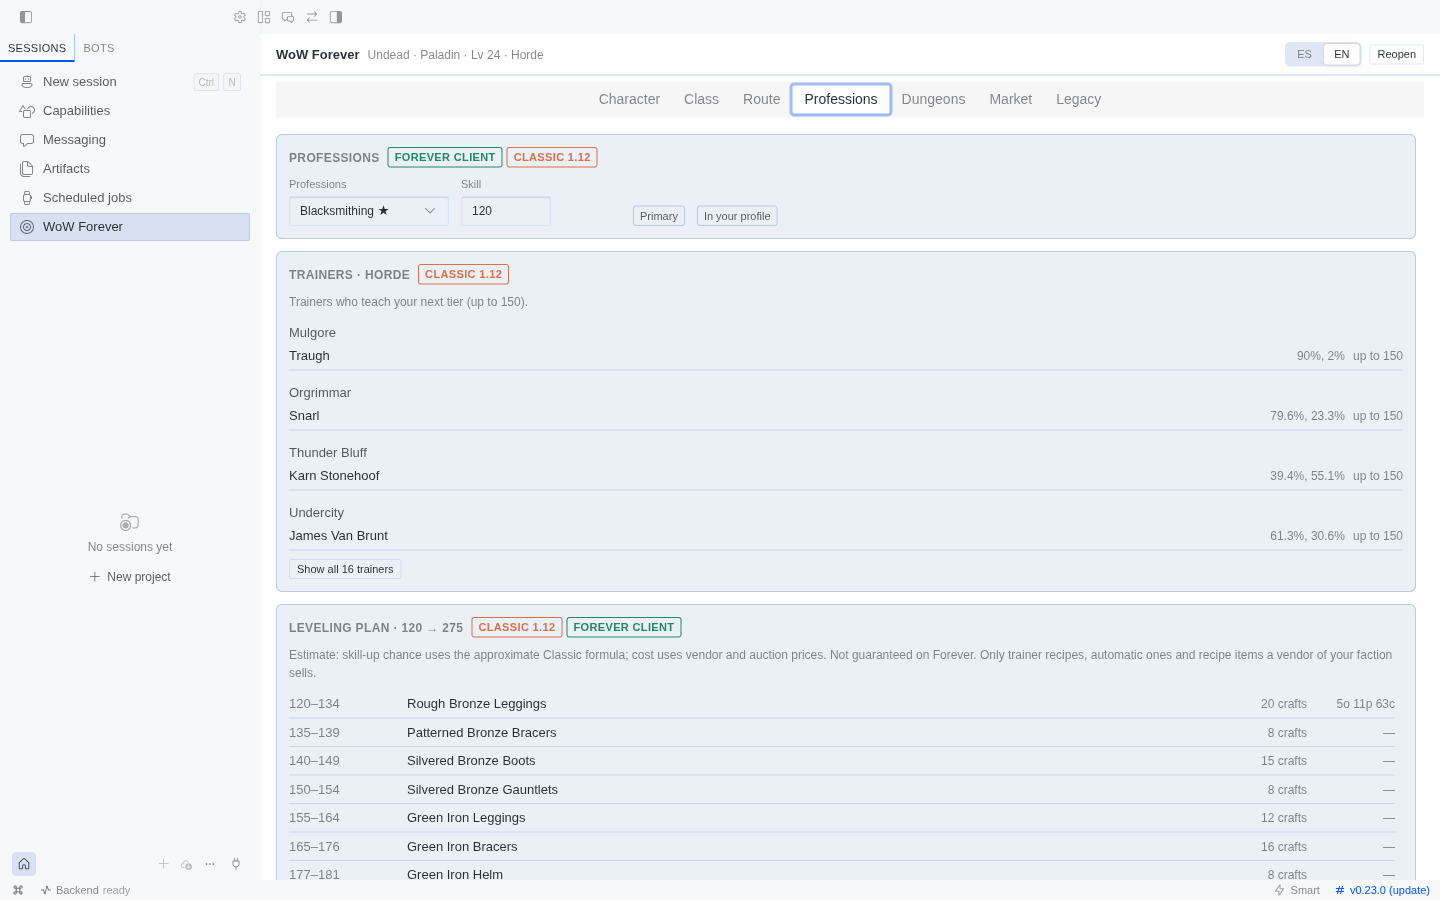 SESSIONS BOTS
New session Ctrl N
Capabilities
Messaging
Artifacts
Scheduled jobs
WoW Forever
No sessions yet
New project
WoW Forever Undead · Paladin · Lv 24 · Horde ES EN Reopen
Character Class Route Professions Dungeons Market Legacy
PROFESSIONS FOREVER CLIENT CLASSIC 1.12
Professions Skill
Blacksmithing ★ 120 Primary In your profile
TRAINERS · HORDE CLASSIC 1.12
Trainers who teach your next tier (up to 150).
Mulgore
Traugh 90%, 2% up to 150
Orgrimmar
Snarl 79.6%, 23.3% up to 150
Thunder Bluff
Karn Stonehoof 39.4%, 55.1% up to 150
Undercity
James Van Brunt 61.3%, 30.6% up to 150
Show all 16 trainers
LEVELING PLAN · 120 → 275 CLASSIC 1.12 FOREVER CLIENT
Estimate: skill-up chance uses the approximate Classic formula; cost uses vendor and auction prices. Not guaranteed on Forever. Only trainer recipes, automatic ones and recipe items a vendor of your faction
sells.
120–134 Rough Bronze Leggings 20 crafts 5o 11p 63c
135–139 Patterned Bronze Bracers 8 crafts —
140–149 Silvered Bronze Boots 15 crafts —
150–154 Silvered Bronze Gauntlets 8 crafts —
155–164 Green Iron Leggings 12 crafts —
165–176 Green Iron Bracers 16 crafts —
177–181 Green Iron Helm 8 crafts —
Backend ready Smart v0.23.0 (update)